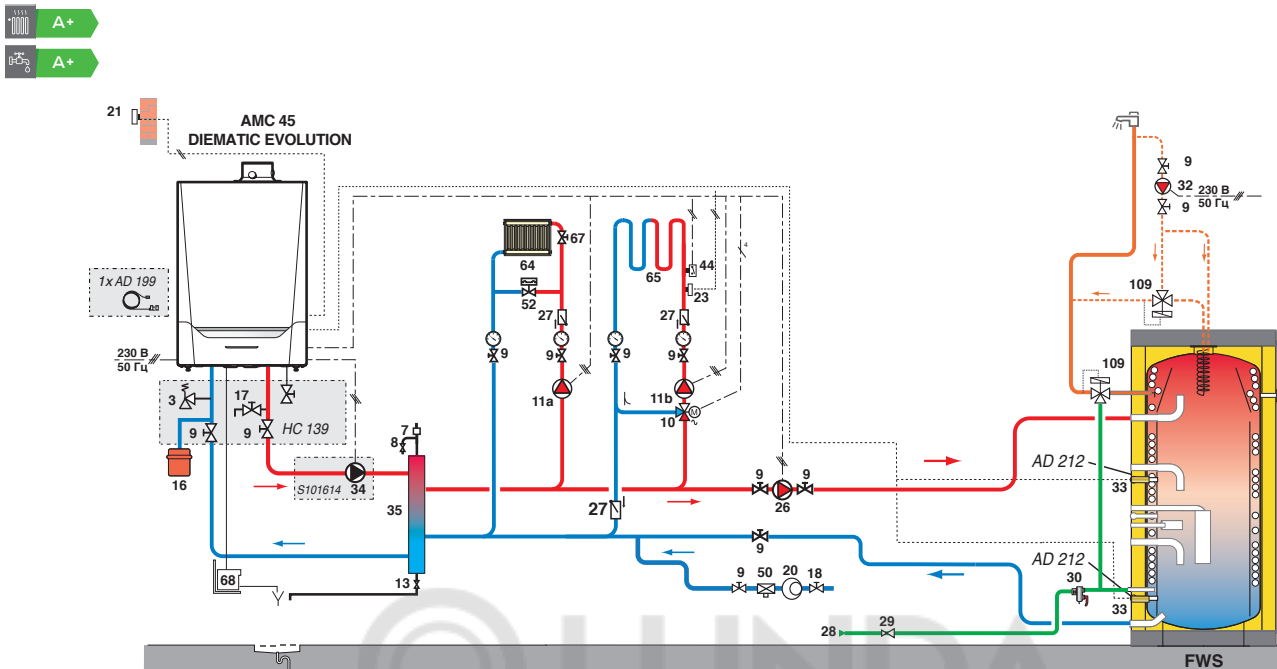 A+
A+
21
AMC 45
DIEMATIC EVOLUTION
1x AD 199
230 В
50 Гц
3
17
9
9
HC 139
16
S101614
34
7
8
35
13
68
64
67
52
27
9
9
11a
65
44
23
27
9
9
11b
10
M
4
27
9
9
26
9
9
50
20
18
28
29
30
9
32
9
230 В
50 Гц
109
109
AD 212
33
AD 212
33
FWS
LUNDA